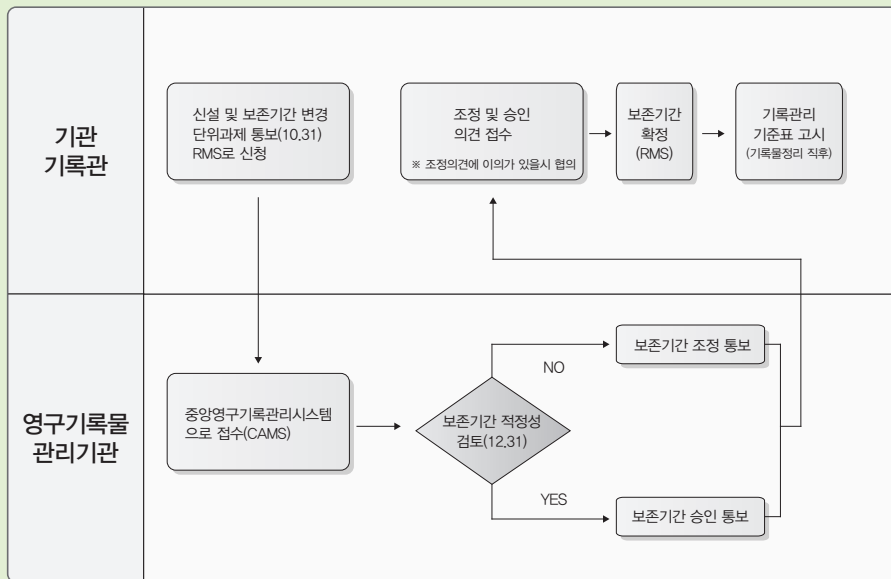 기관
기록관
신설 및 보존기간 변경
단위과제 통보(10.31)
RMS로 신청
조정 및 승인
의견 접수
※ 조정의견에 이의가 있을시 협의
보존기간
확정
(RMS)
기록관리
기준표 고시
(기록물정리 직후)
영구기록물
관리기관
중앙영구기록관리시스템
으로 접수(CAMS)
보존기간 적정성
검토(12.31)
NO
보존기간 조정 통보
YES
보존기간 승인 통보